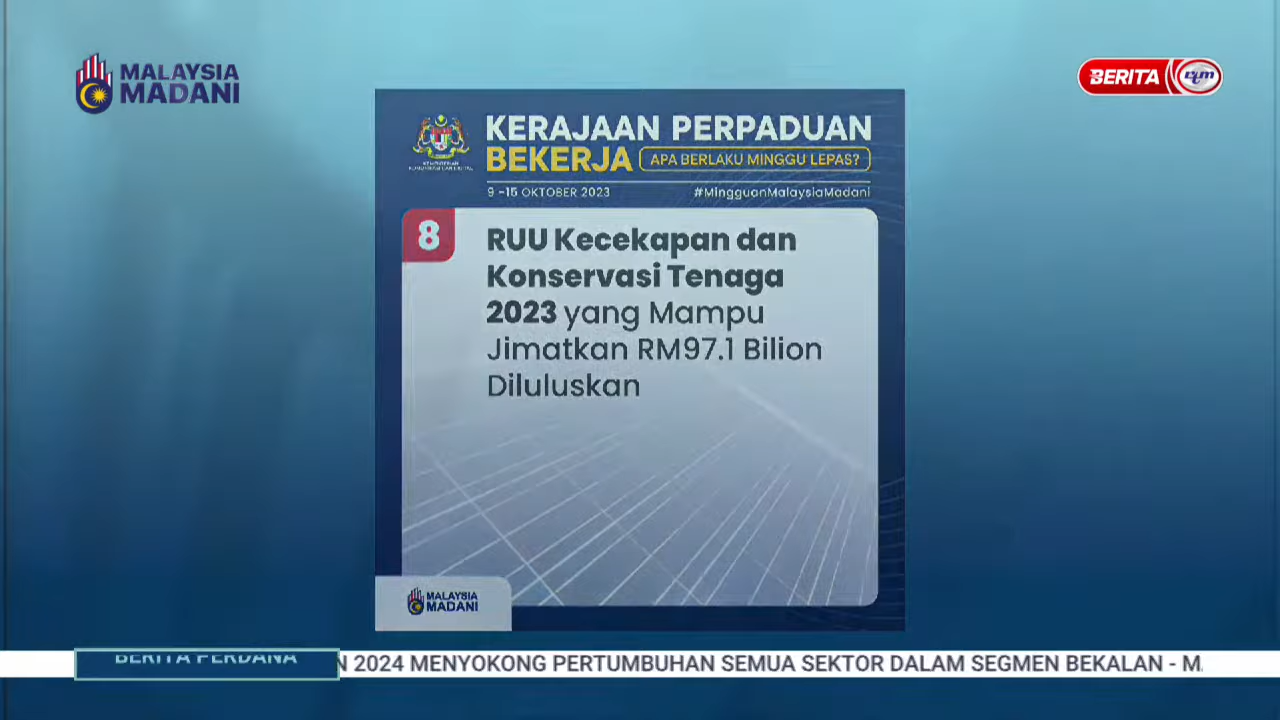 MALAYSIA
MADANI
BERITA rtm
KERAJAAN PERPADUAN
BEKERJA APA BERLAKU MINGGU LEPAS?
9 -15 OKTOBER 2023 #MingguanMalaysiaMadani
8
RUU Kecekapan dan
Konservasi Tenaga
2023 yang Mampu
Jimatkan RM97.1 Bilion
Diluluskan
MALAYSIA
MADANI
BERITA PERDANA
N 2024 MENYOKONG PERTUMBUHAN SEMUA SEKTOR DALAM SEGMEN BEKALAN - M